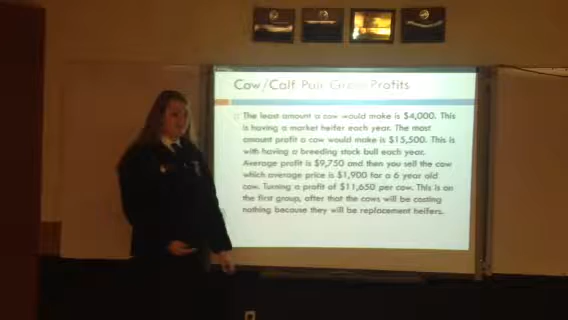 Cow/Calf Pair Gross Profits
The least amount a cow would make is $4,000. This
is having a market heifer each year. The most
amount profit a cow would make is $15,500. This is
with having a breeding stock bull each year.
Average profit is $9,750 and then you sell the cow
which average price is $1,900 for a 6 year old
cow. Turning a profit of $11,650 per cow. This is on
the first group, after that the cows will be costing
nothing because they will be replacement heifers.